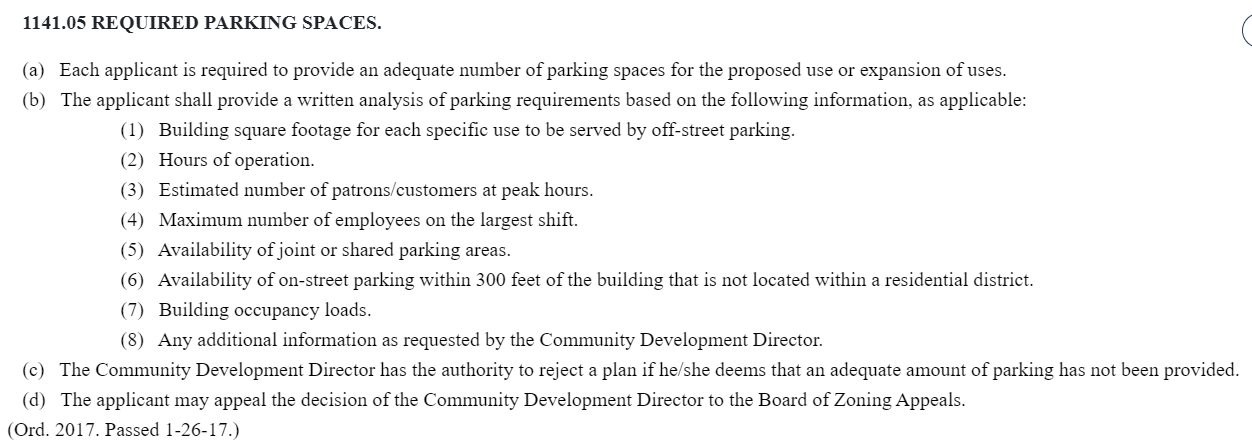 1141.05 REQUIRED PARKING SPACES.
(a) Each applicant is required to provide an adequate number of parking spaces for the proposed use or expansion of uses.
(b) The applicant shall provide a written analysis of parking requirements based on the following information, as applicable:
(1) Building square footage for each specific use to be served by off-street parking.
(2) Hours of operation.
(3) Estimated number of patrons/customers at peak hours.
(4) Maximum number of employees on the largest shift.
(5) Availability of joint or shared parking areas.
(6) Availability of on-street parking within 300 feet of the building that is not located within a residential district.
(7) Building occupancy loads.
(8) Any additional information as requested by the Community Development Director.
(c) The Community Development Director has the authority to reject a plan if he/she deems that an adequate amount of parking has not been provided.
(d) The applicant may appeal the decision of the Community Development Director to the Board of Zoning Appeals.
(Ord. 2017. Passed 1-26-17.)